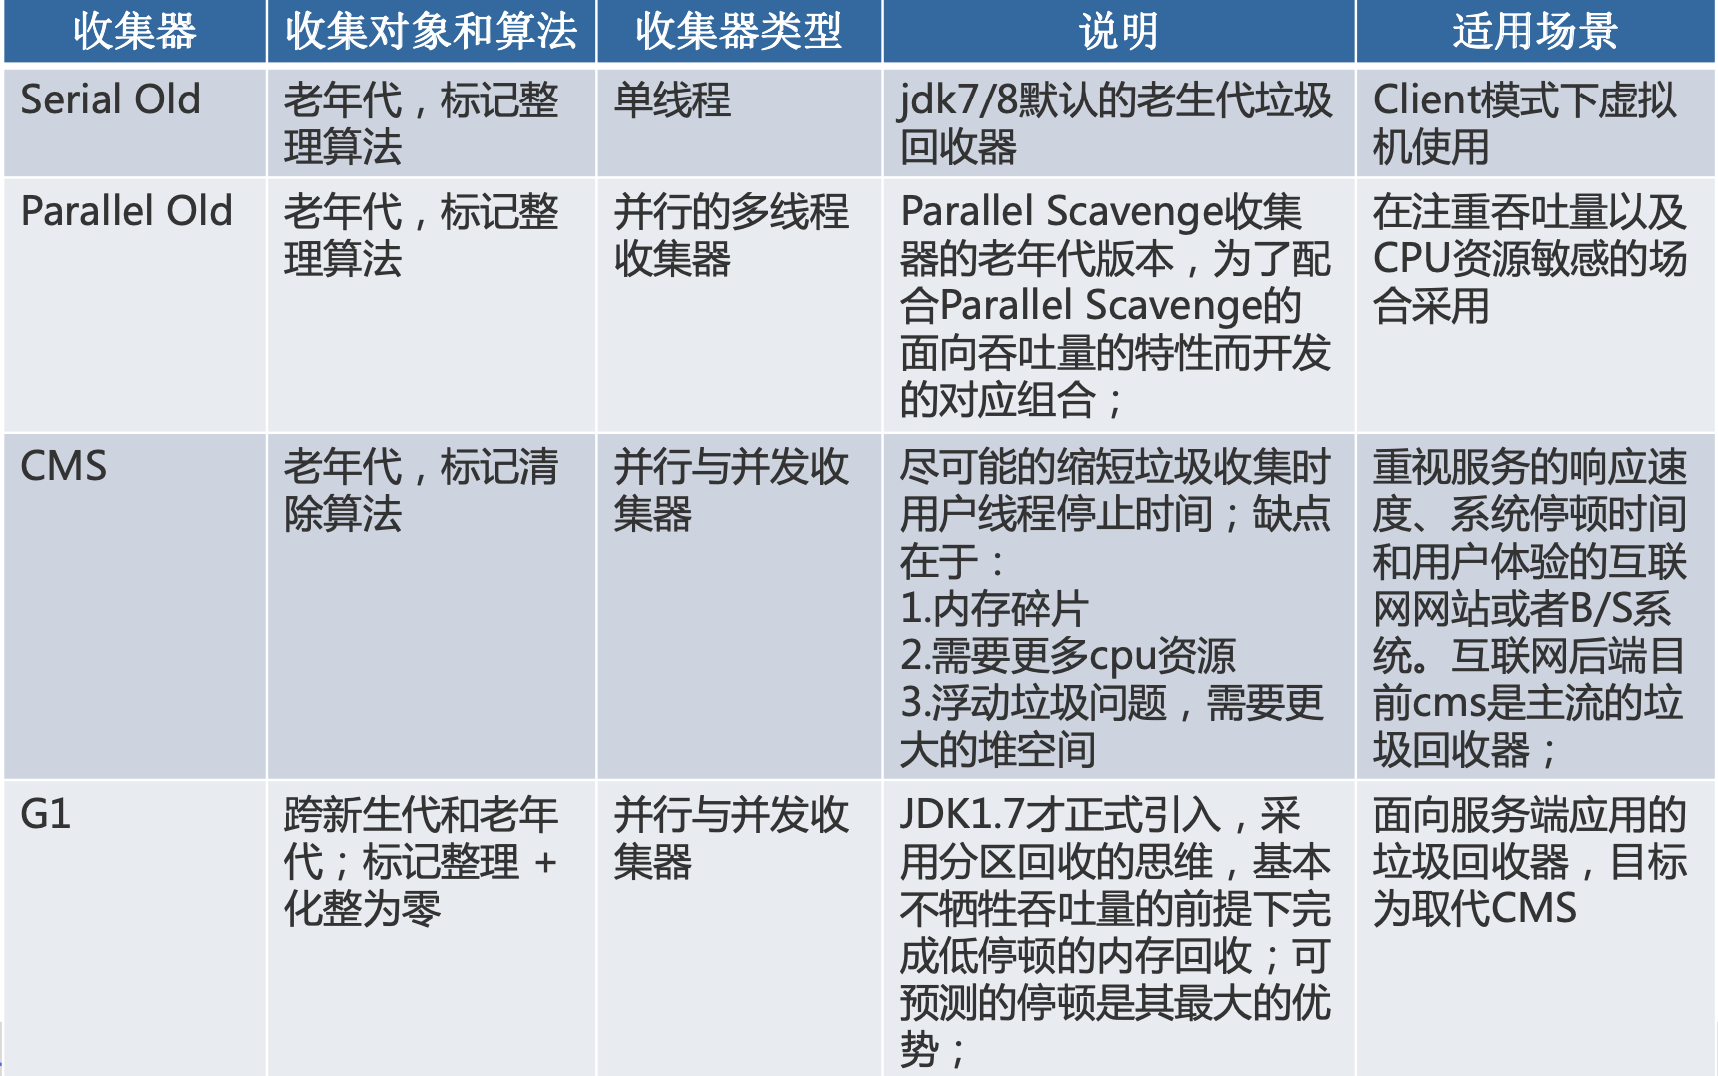 收集器
收集对象和算法
收集器类型
说明
适用场景
Serial Old
老年代，标记整
理算法
单线程
jdk7/8默认的老生代垃圾
回收器
Client模式下虚拟
机使用
Parallel Old
老年代，标记整
理算法
并行的多线程
收集器
Parallel Scavenge收集
器的老年代版本，为了配
合Parallel Scavenge的
面向吞吐量的特性而开发
的对应组合；
在注重吞吐量以及
CPU资源敏感的场
合采用
CMS
老年代，标记清
除算法
并行与并发收
集器
尽可能的缩短垃圾收集时
用户线程停止时间；缺点
在于：
1.内存碎片
2.需要更多cpu资源
3.浮动垃圾问题，需要更
大的堆空间
重视服务的响应速
度、系统停顿时间
和用户体验的互联
网网站或者B/S系
统。互联网后端目
前cms是主流的垃
圾回收器；
G1
跨新生代和老年
代；标记整理 +
化整为零
并行与并发收
集器
JDK1.7才正式引入，采
用分区回收的思维，基本
不牺牲吞吐量的前提下完
成低停顿的内存回收；可
预测的停顿是其最大的优
势；
面向服务端应用的
垃圾回收器，目标
为取代CMS